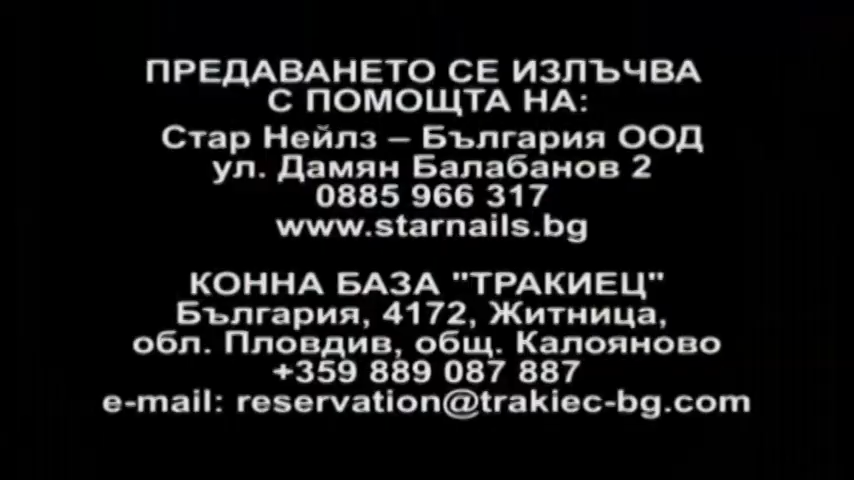 ПРЕДАВАНЕТО СЕ ИЗЛЪЧВА
С ПОМОЩТА НА:
Стар Нейлз – България ООД
ул. Дамян Балабанов 2
0885 966 317
www.starnails.bg
КОННА БАЗА "ТРАКИЕЦ"
България, 4172, Житница,
обл. Пловдив, общ. Калояново
+359 889 087 887
e-mail: reservation@trakiec-bg.com